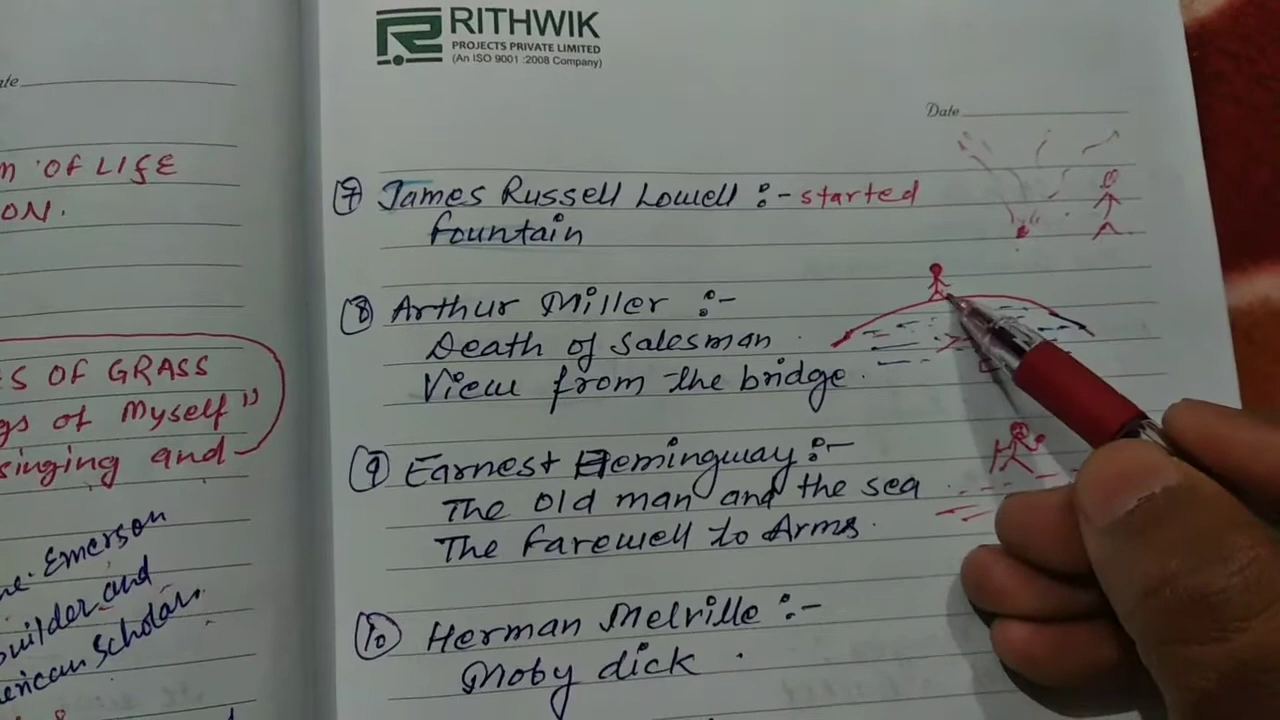 RITHWIK
PROJECTS PRIVATE LIMITED
(An ISO 9001 :2008 Company)
Date
OF LIFE
ON.
S OF GRASS
gs of Myself"
singing and
Emerson
builder and
erican Scholar
⑦ James Russell Lowell :- started
fountain
⑧ Arthur Miller :-
Death of Salesman
View from the bridge.
⑨ Earnest Hemingway :-
The old man and the sea
The farewell to Arms.
⑩ Herman Melville :-
Moby dick.